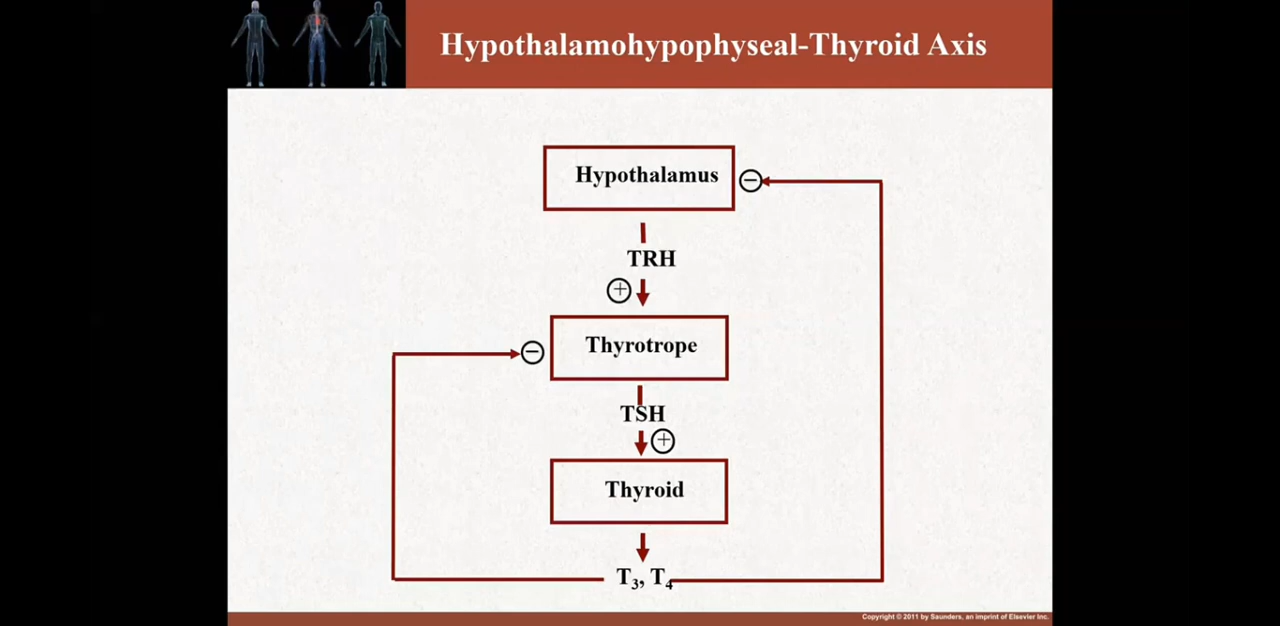 Hypothalamohypophyseal-Thyroid Axis
Hypothalamus
TRH
Thyrotrope
TSH
Thyroid
T3, T4
Copyright © 2011 by Saunders, an imprint of Elsevier Inc.